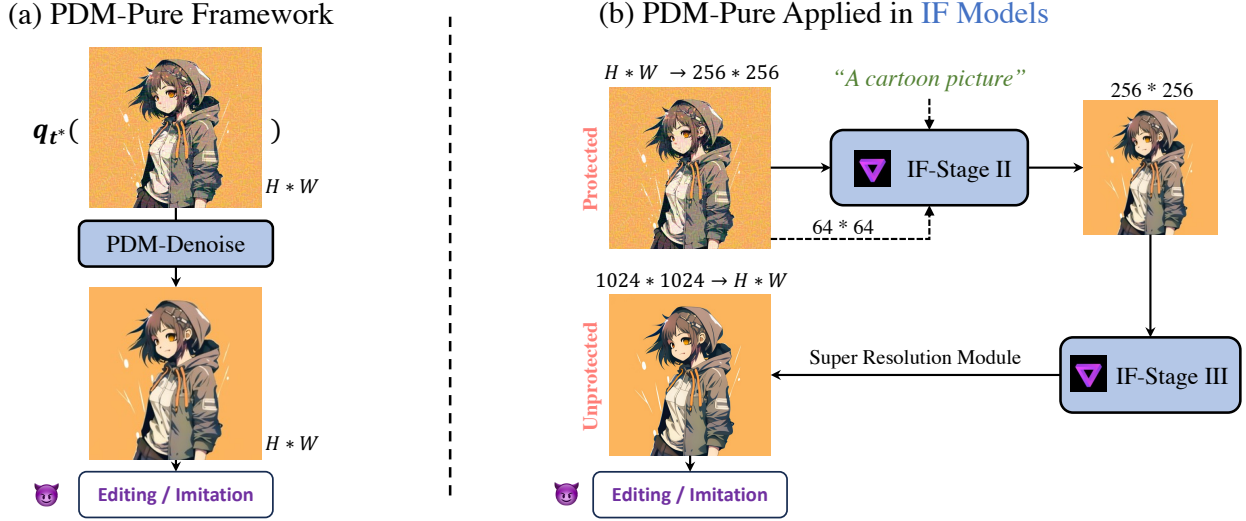 (a) PDM-Pure Framework
q_{t*}(
)
H * W
PDM-Denoise
H * W
Editing / Imitation
(b) PDM-Pure Applied in IF Models
H * W → 256 * 256
“A cartoon picture”
256 * 256
Protected
IF-Stage II
64 * 64
1024 * 1024 → H * W
Unprotected
Super Resolution Module
IF-Stage III
Editing / Imitation